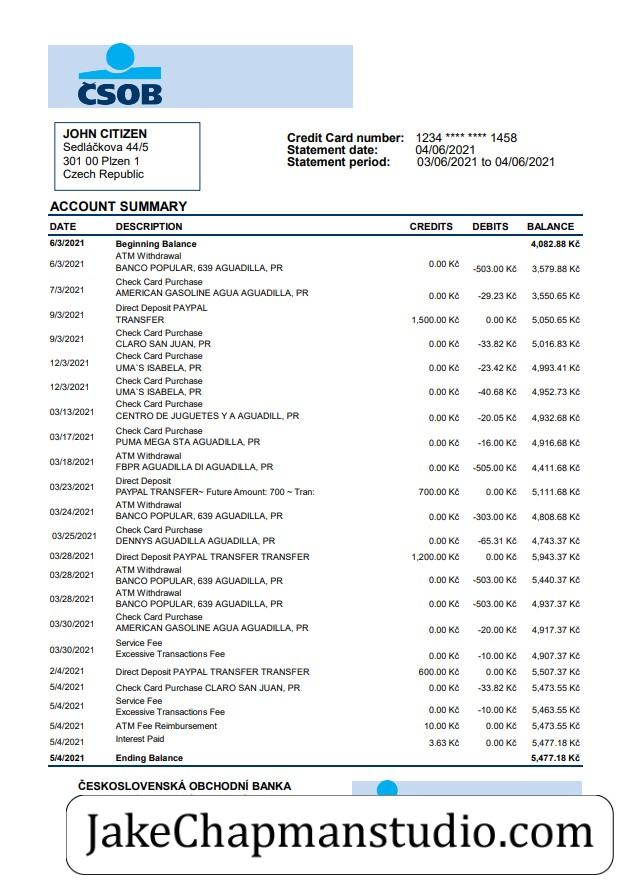 ČSOB
JOHN CITIZEN
Sedláčkova 44/5
301 00 Plzen 1
Czech Republic
Credit Card number: 1234 **** **** 1458
Statement date: 04/06/2021
Statement period: 03/06/2021 to 04/06/2021
ACCOUNT SUMMARY
DATE DESCRIPTION CREDITS DEBITS BALANCE
6/3/2021 Beginning Balance 4,082.88 Kč
6/3/2021 ATM Withdrawal
BANCO POPULAR, 639 AGUADILLA, PR 0.00 Kč -503.00 Kč 3,579.88 Kč
7/3/2021 Check Card Purchase
AMERICAN GASOLINE AGUA AGUADILLA, PR 0.00 Kč -29.23 Kč 3,550.65 Kč
9/3/2021 Direct Deposit PAYPAL
TRANSFER 1,500.00 Kč 0.00 Kč 5,050.65 Kč
9/3/2021 Check Card Purchase
CLARO SAN JUAN, PR 0.00 Kč -33.82 Kč 5,016.83 Kč
12/3/2021 Check Card Purchase
UMA`S ISABELA, PR 0.00 Kč -23.42 Kč 4,993.41 Kč
12/3/2021 Check Card Purchase
UMA`S ISABELA, PR 0.00 Kč -40.68 Kč 4,952.73 Kč
03/13/2021 Check Card Purchase
CENTRO DE JUGUETES Y A AGUADILL, PR 0.00 Kč -20.05 Kč 4,932.68 Kč
03/17/2021 Check Card Purchase
PUMA MEGA STA AGUADILLA, PR 0.00 Kč -16.00 Kč 4,916.68 Kč
03/18/2021 ATM Withdrawal
FBPR AGUADILLA DI AGUADILLA, PR 0.00 Kč -505.00 Kč 4,411.68 Kč
03/23/2021 Direct Deposit
PAYPAL TRANSFER~ Future Amount: 700 ~ Tran: 700.00 Kč 0.00 Kč 5,111.68 Kč
03/24/2021 ATM Withdrawal
BANCO POPULAR, 639 AGUADILLA, PR 0.00 Kč -303.00 Kč 4,808.68 Kč
03/25/2021 Check Card Purchase
DENNYS AGUADILLA AGUADILLA, PR 0.00 Kč -65.31 Kč 4,743.37 Kč
03/28/2021 Direct Deposit PAYPAL TRANSFER TRANSFER 1,200.00 Kč 0.00 Kč 5,943.37 Kč
03/28/2021 ATM Withdrawal
BANCO POPULAR, 639 AGUADILLA, PR 0.00 Kč -503.00 Kč 5,440.37 Kč
03/28/2021 ATM Withdrawal
BANCO POPULAR, 639 AGUADILLA, PR 0.00 Kč -503.00 Kč 4,937.37 Kč
03/30/2021 Check Card Purchase
AMERICAN GASOLINE AGUA AGUADILLA, PR 0.00 Kč -20.00 Kč 4,917.37 Kč
03/30/2021 Service Fee
Excessive Transactions Fee 0.00 Kč -10.00 Kč 4,907.37 Kč
2/4/2021 Direct Deposit PAYPAL TRANSFER TRANSFER 600.00 Kč 0.00 Kč 5,507.37 Kč
5/4/2021 Check Card Purchase CLARO SAN JUAN, PR 0.00 Kč -33.82 Kč 5,473.55 Kč
5/4/2021 Service Fee
Excessive Transactions Fee 0.00 Kč -10.00 Kč 5,463.55 Kč
5/4/2021 ATM Fee Reimbursement 10.00 Kč 0.00 Kč 5,473.55 Kč
5/4/2021 Interest Paid 3.63 Kč 0.00 Kč 5,477.18 Kč
5/4/2021 Ending Balance 5,477.18 Kč
ČESKOSLOVENSKÁ OBCHODNÍ BANKA
JakeChapmanstudio.com